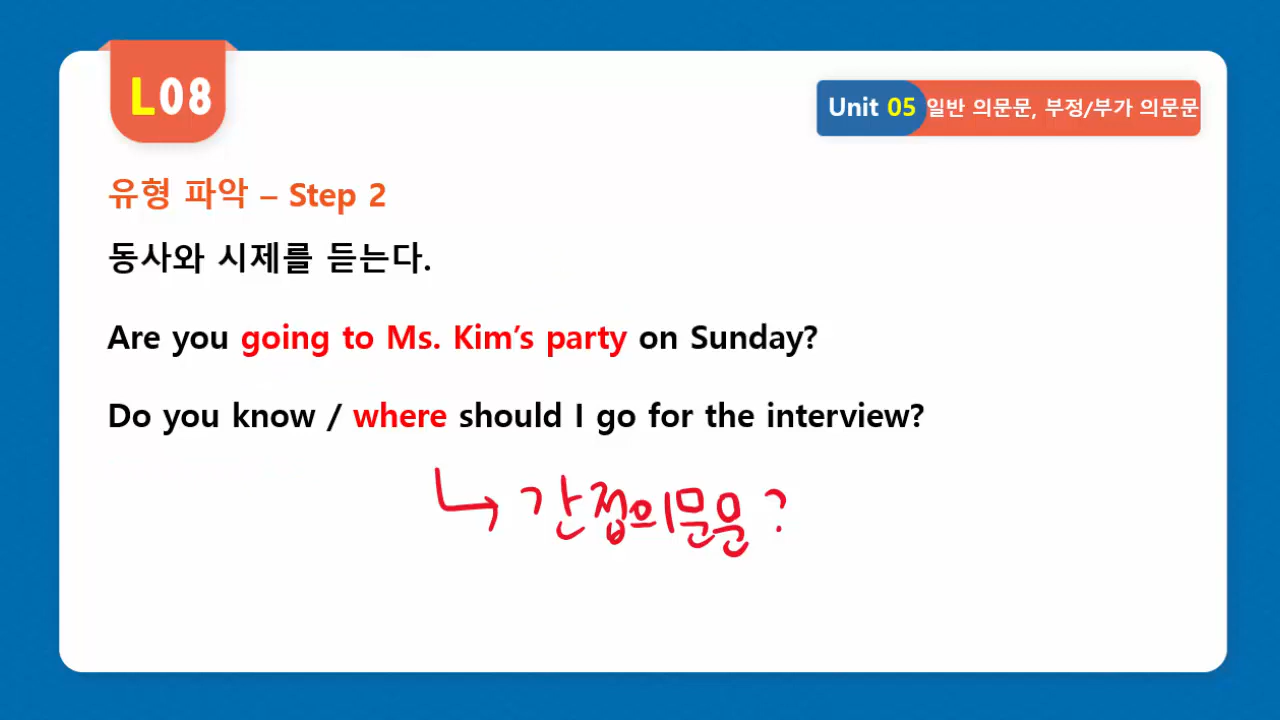 L08
Unit 05 일반 의문문, 부정/부가 의문문
유형 파악 – Step 2
동사와 시제를 듣는다.
Are you going to Ms. Kim’s party on Sunday?
Do you know / where should I go for the interview?
간접의문문?